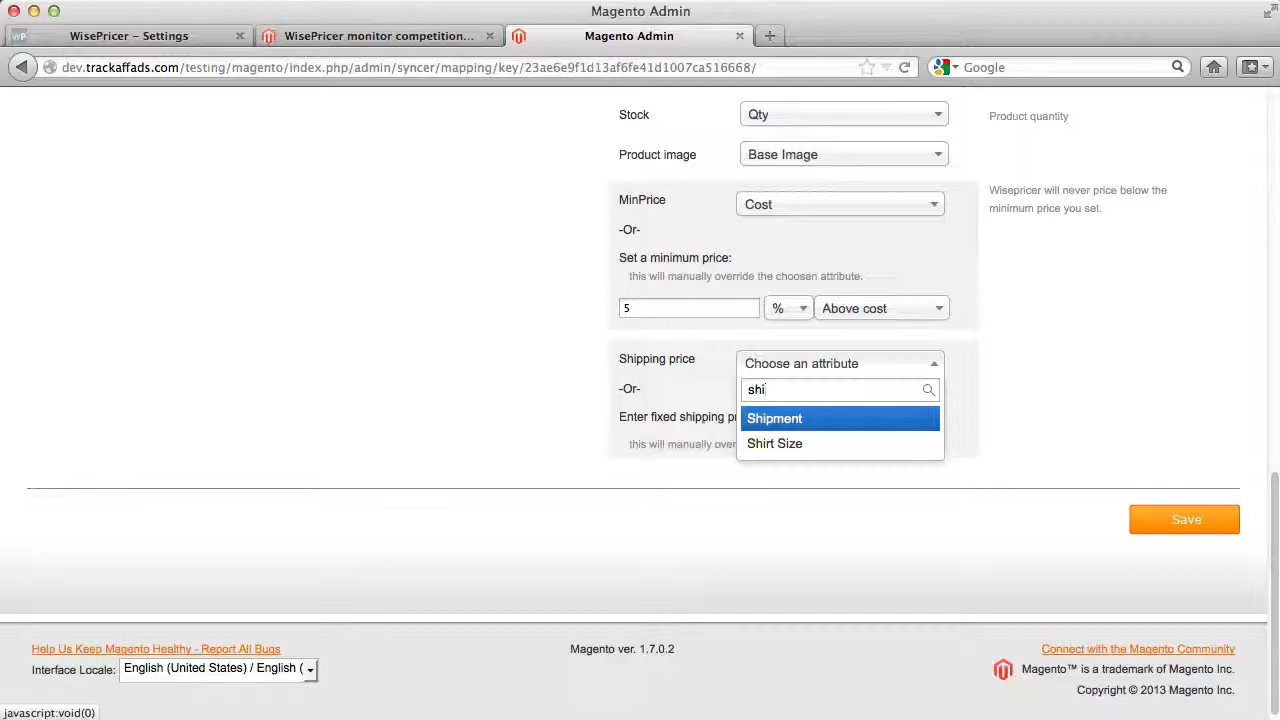 Magento Admin
WP WisePricer – Settings
WisePricer monitor competition...
Magento Admin
dev.trackaffads.com/testing/magento/index.php/admin/syncer/mapping/key/23ae6e9f1d13af6fe41d1007ca516668/
Google
Stock
Qty
Product quantity
Product image
Base Image
MinPrice
Cost
Wisepricer will never price below the
minimum price you set.
-Or-
Set a minimum price:
this will manually override the choosen attribute.
5
%
Above cost
Shipping price
Choose an attribute
-Or-
shi
Enter fixed shipping p
Shipment
this will manually over
Shirt Size
Save
Help Us Keep Magento Healthy - Report All Bugs
Magento ver. 1.7.0.2
Connect with the Magento Community
Interface Locale: English (United States) / English (
Magento™ is a trademark of Magento Inc.
Copyright © 2013 Magento Inc.
javascript:void(0)